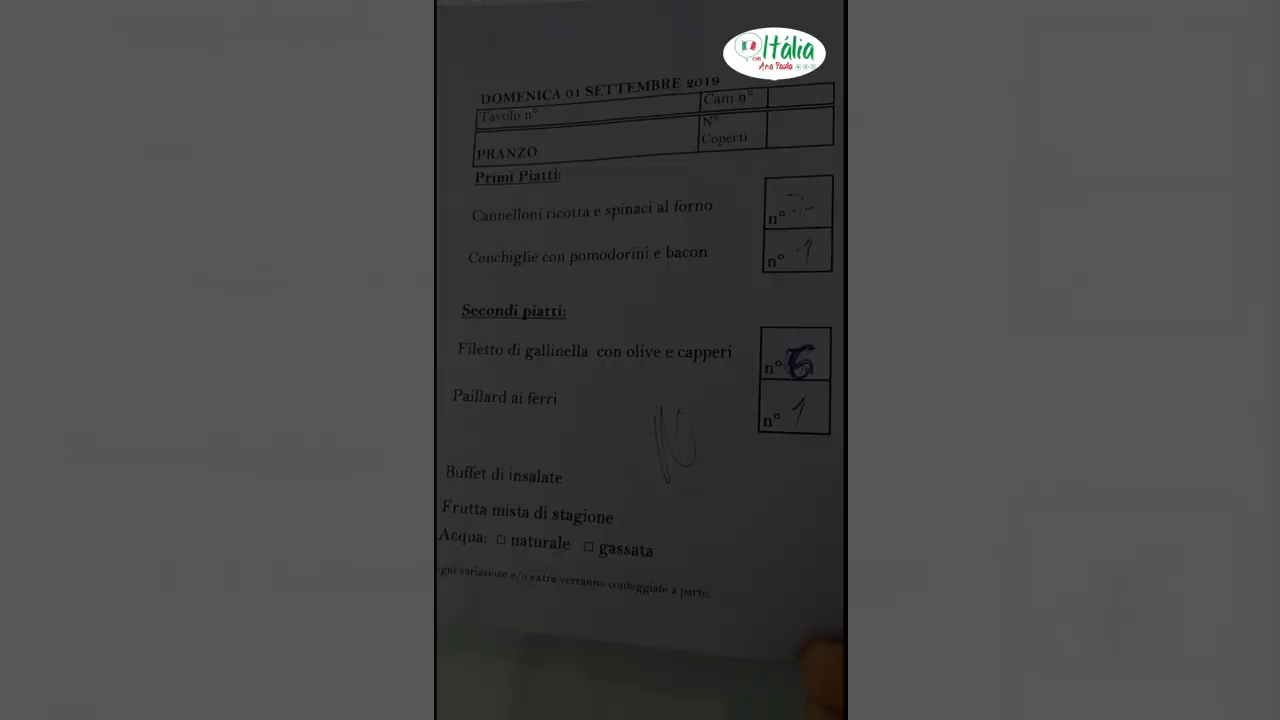 Itália
com
Ana Paula
DOMENICA 01 SETTEMBRE 2019
Tavolo n°
Cam n°
PRANZO
N° Coperti
Primi Piatti:
Cannelloni ricotta e spinaci al forno
n°
Conchiglie con pomodorini e bacon
n° 1
Secondi piatti:
Filetto di gallinella con olive e capperi
n° 6
Paillard ai ferri
n° 1
Buffet di insalate
Frutta mista di stagione
Acqua: □ naturale □ gassata
gni variazione e/o extra verranno conteggiate a parte.